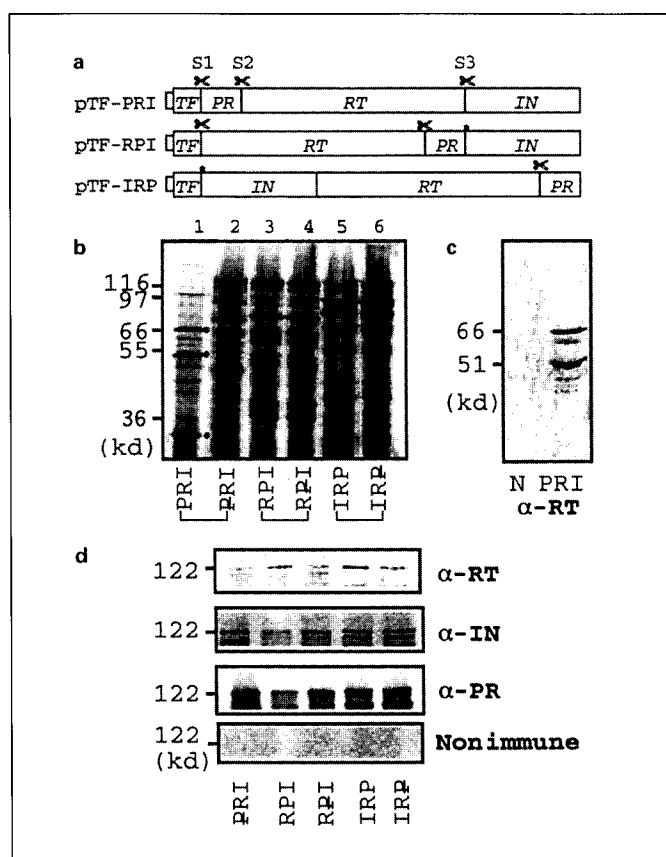 a
S1 S2 S3
pTF-PRI TF PR RT IN
pTF-RPI TF RT PR IN
pTF-IRP TF IN RT PR
b
1 2 3 4 5 6
116
97
66
55
36
(kd)
PRI PRI RPI RPI IRP IRP
c
66
51
(kd)
N PRI
α-RT
d
122 α-RT
122 α-IN
122 α-PR
122 Nonimmune
(kd)
PRI RPI RPI IRP IRP